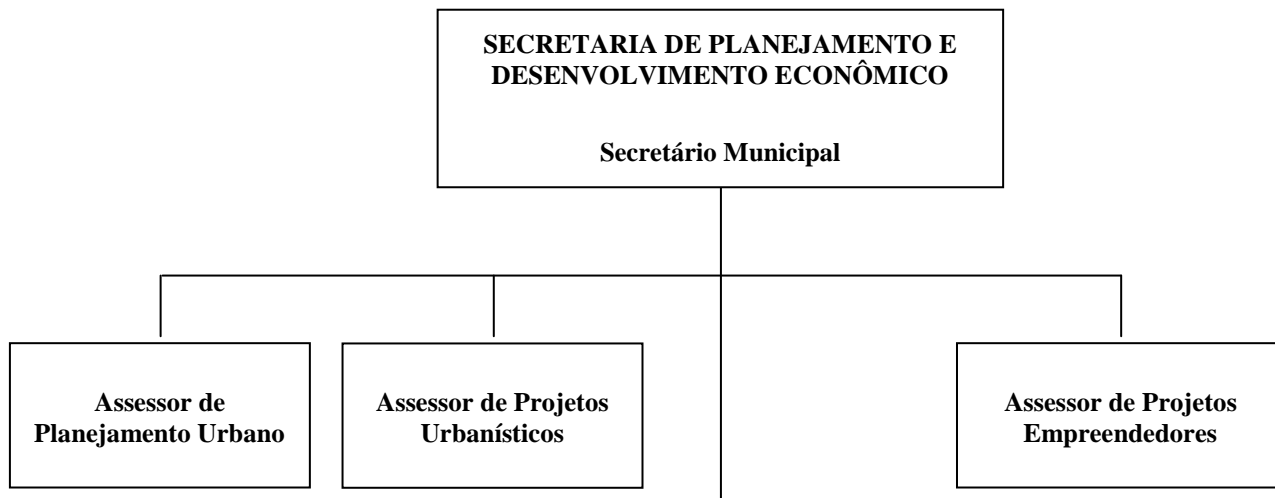 SECRETARIA DE PLANEJAMENTO E
DESENVOLVIMENTO ECONÔMICO
Secretário Municipal
Assessor de
Planejamento Urbano
Assessor de Projetos
Urbanísticos
Assessor de Projetos
Empreendedores